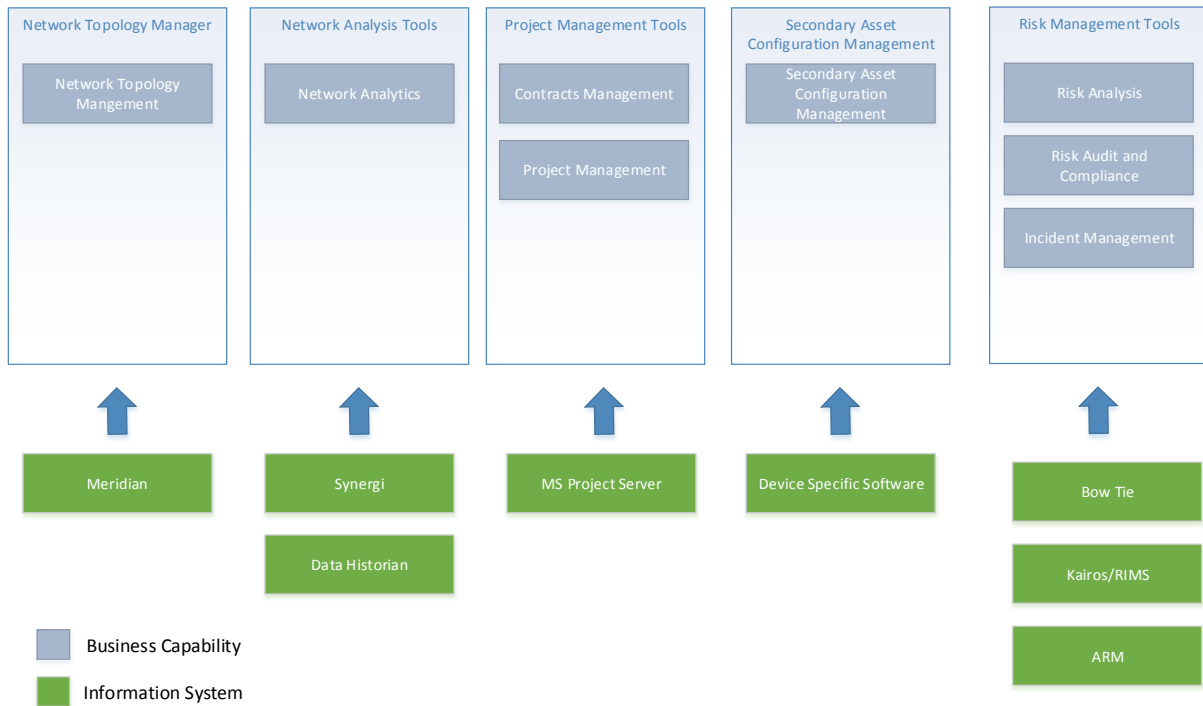 Network Topology Manager
Network Topology
Mangement
Meridian
Network Analysis Tools
Network Analytics
Synergi
Data Historian
Project Management Tools
Contracts Management
Project Management
MS Project Server
Secondary Asset
Configuration Management
Secondary Asset
Configuration
Management
Device Specific Software
Risk Management Tools
Risk Analysis
Risk Audit and
Compliance
Incident Management
Bow Tie
Kairos/RIMS
ARM
Business Capability
Information System